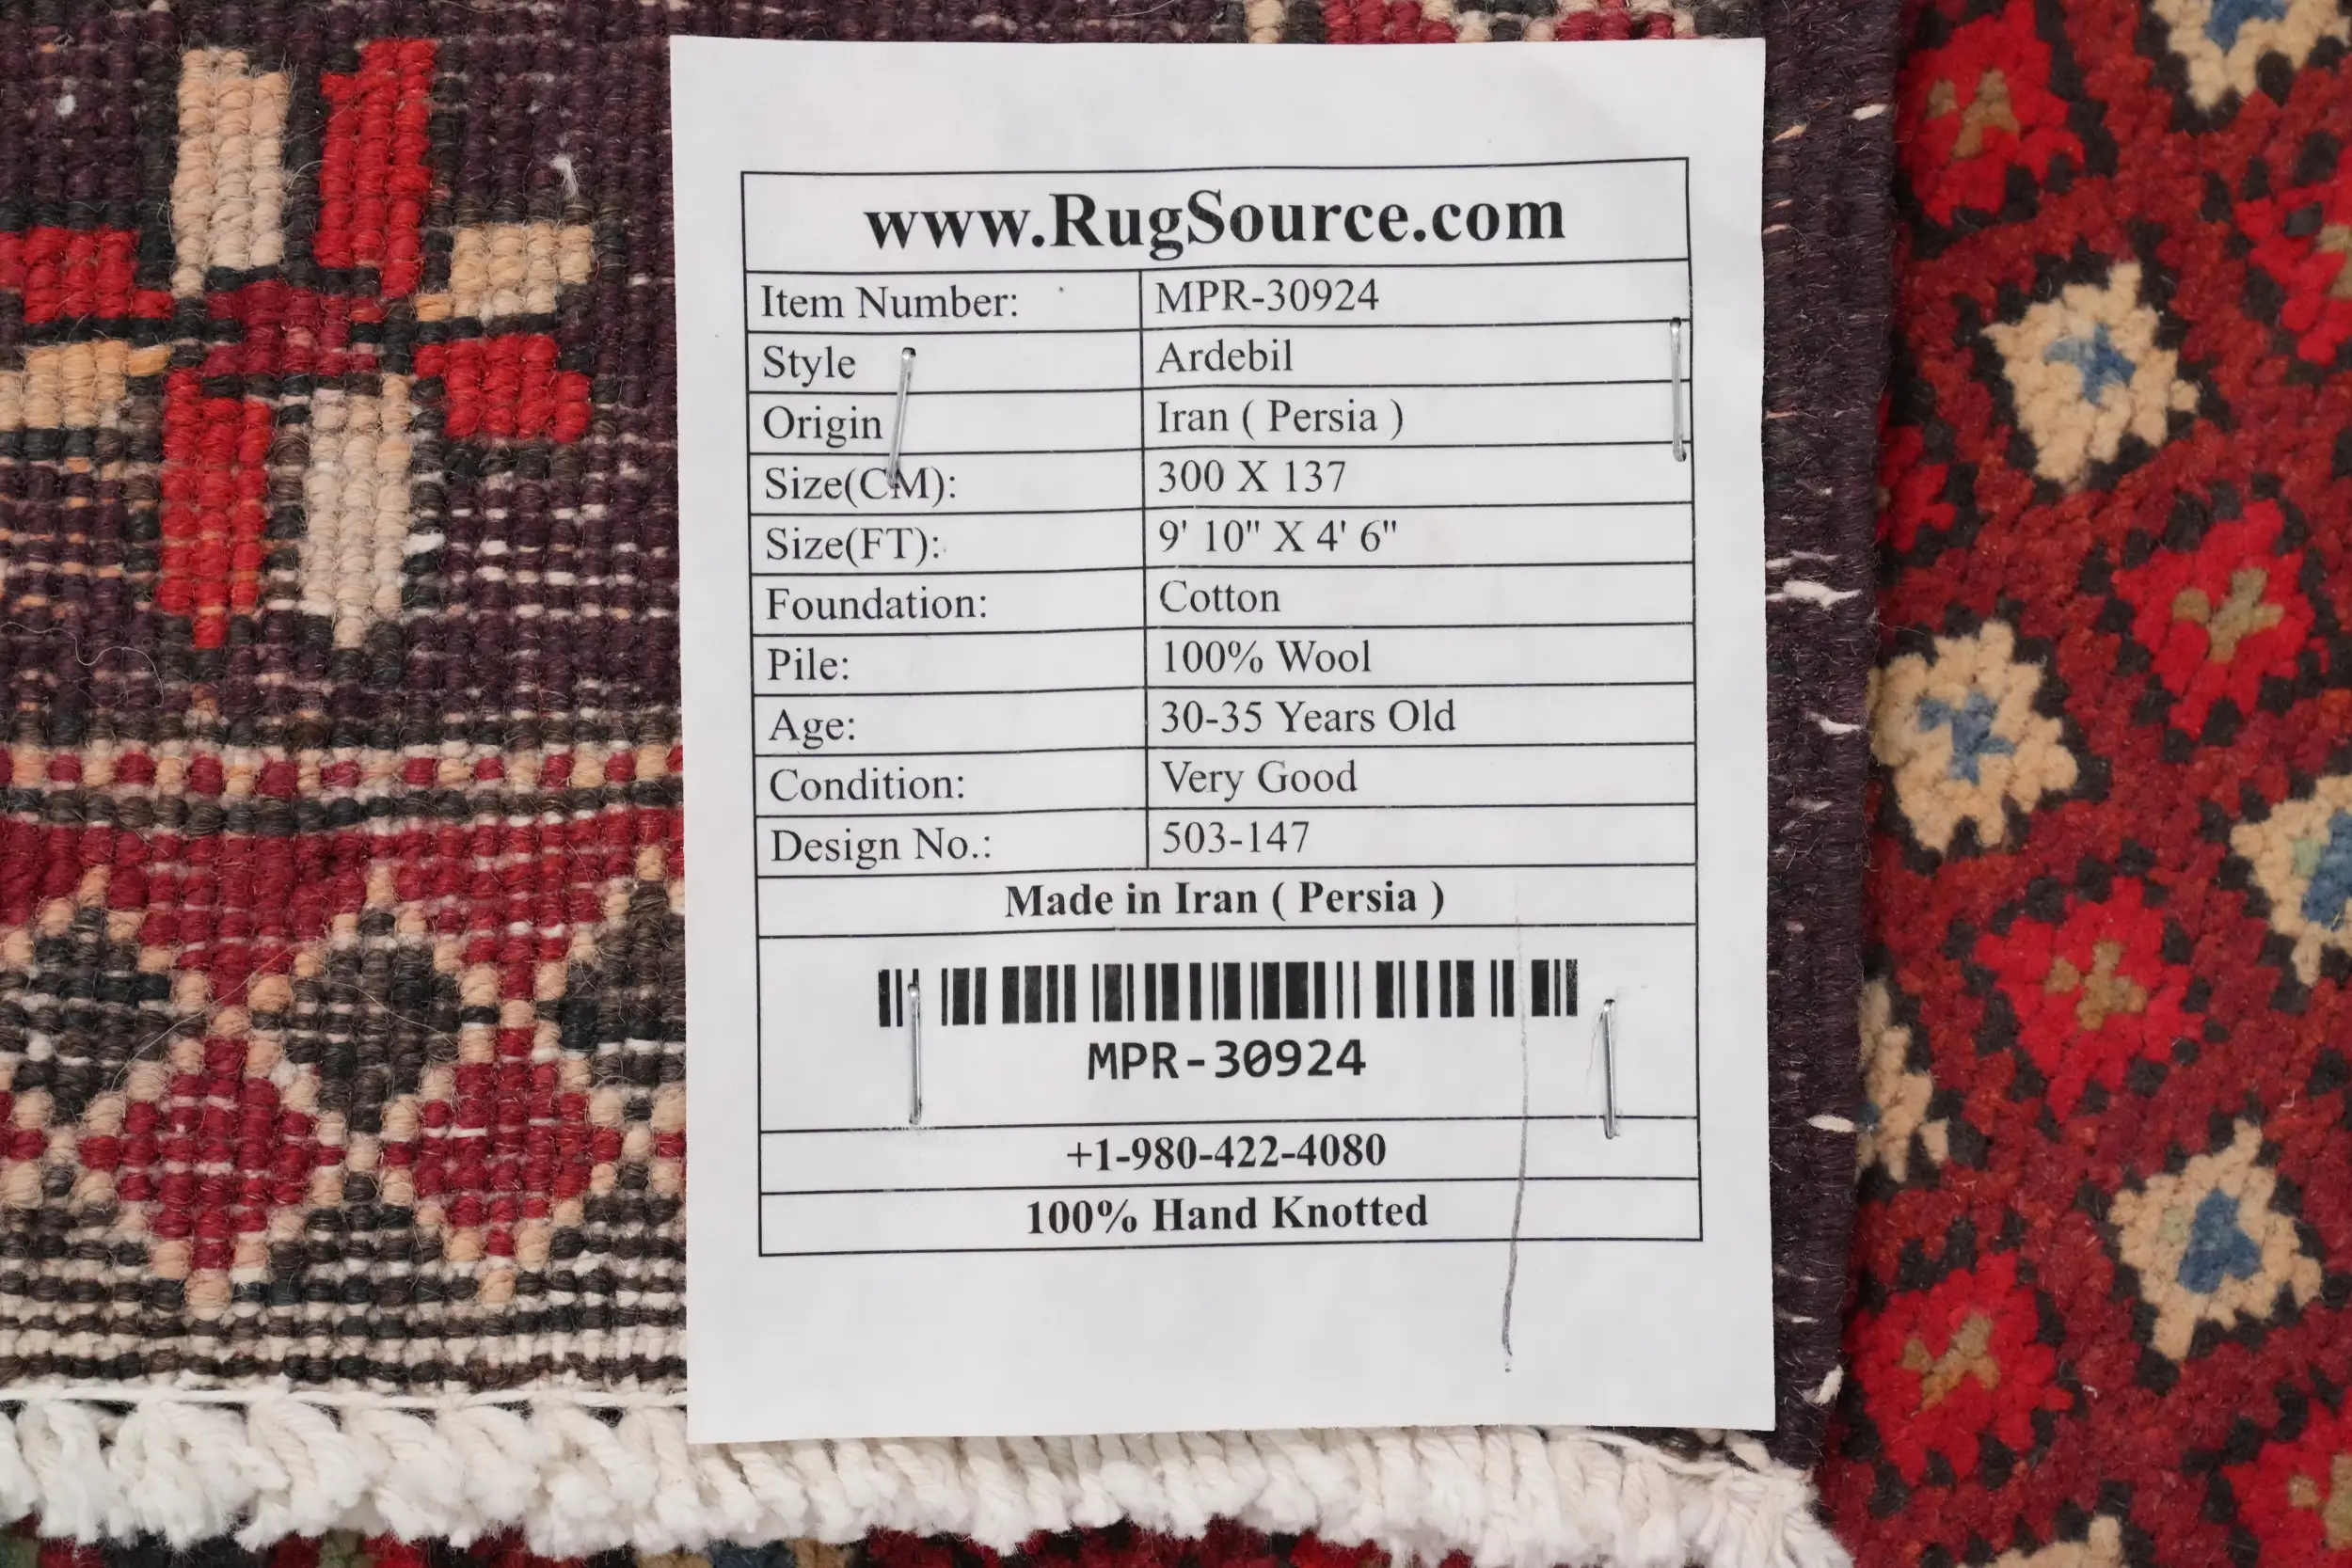 www.RugSource.com
Item Number: MPR-30924
Style Ardebil
Origin Iran ( Persia )
Size(CM): 300 X 137
Size(FT): 9' 10" X 4' 6"
Foundation: Cotton
Pile: 100% Wool
Age: 30-35 Years Old
Condition: Very Good
Design No.: 503-147
Made in Iran ( Persia )
MPR-30924
+1-980-422-4080
100% Hand Knotted